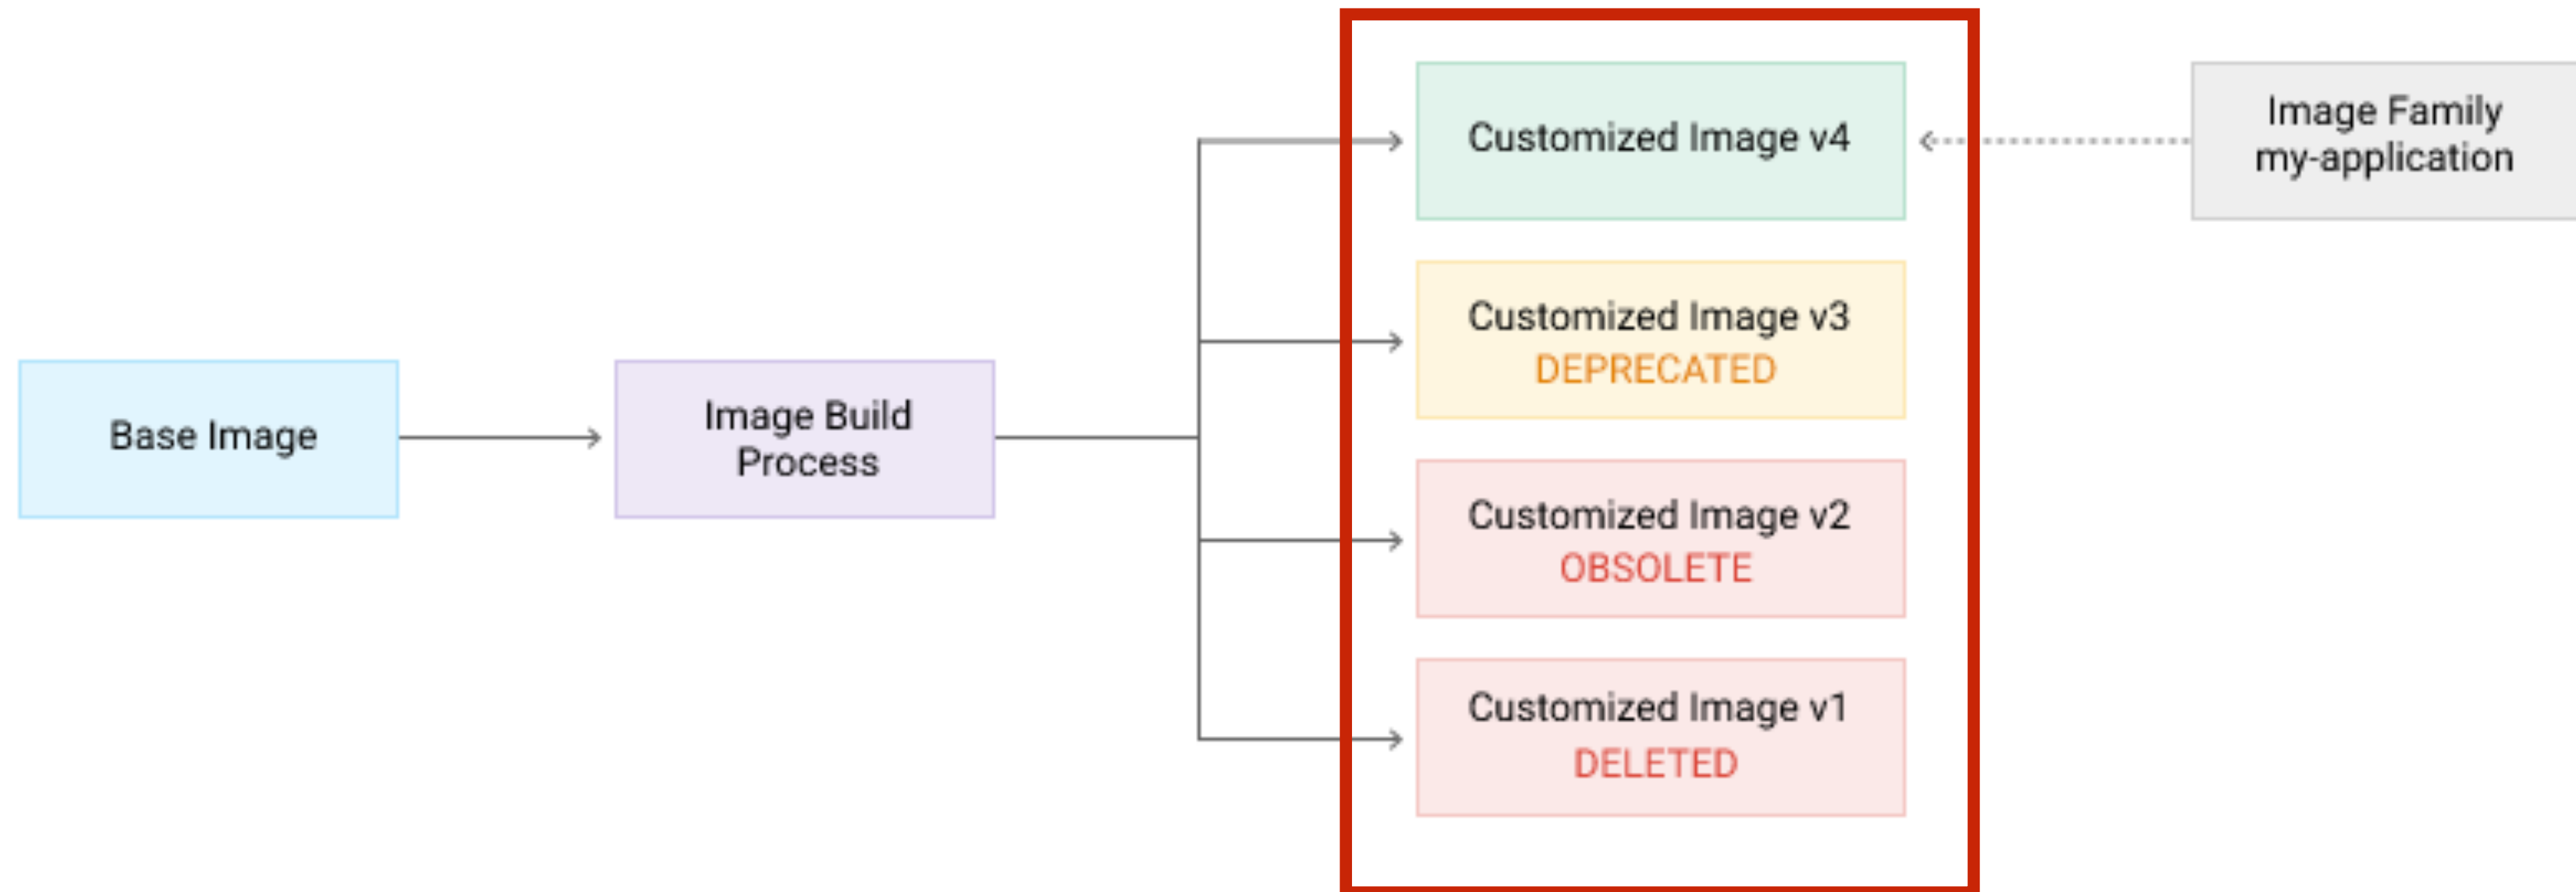 Base Image
Image Build
Process
Customized Image v4
Customized Image v3
DEPRECATED
Customized Image v2
OBSOLETE
Customized Image v1
DELETED
Image Family
my-application